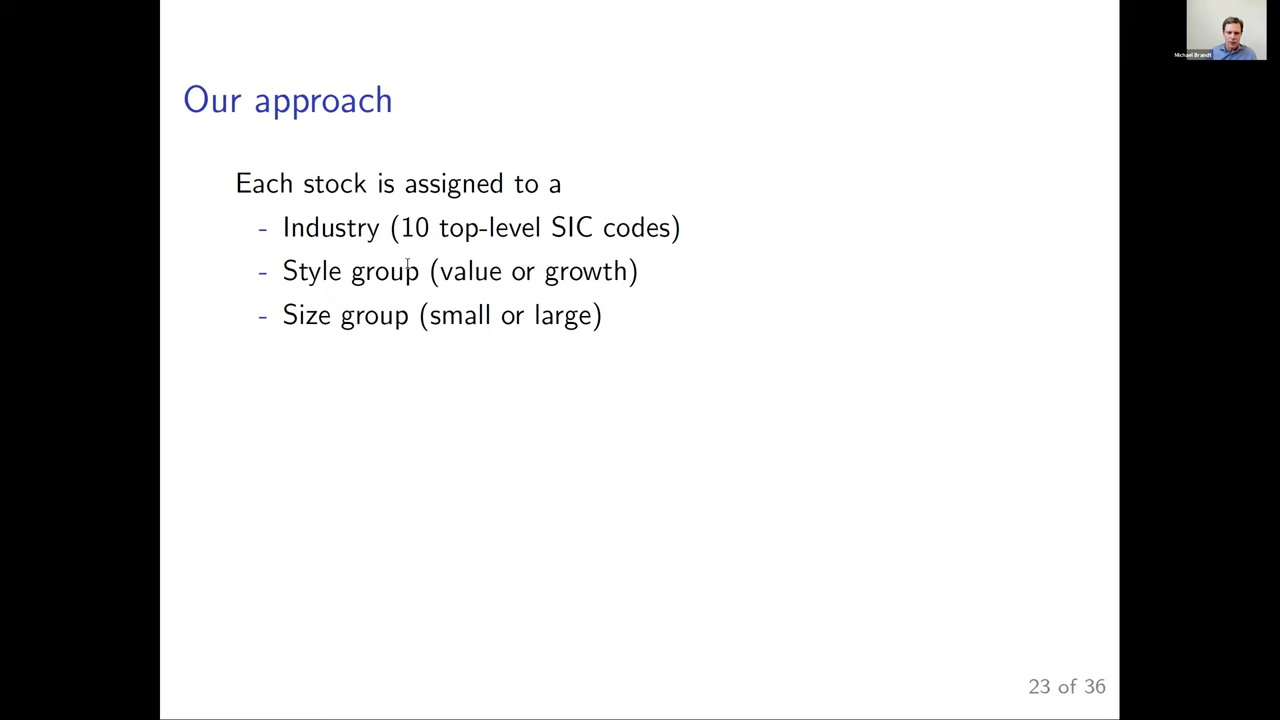 Michael Brandt
Our approach
Each stock is assigned to a
- Industry (10 top-level SIC codes)
- Style group (value or growth)
- Size group (small or large)
23 of 36